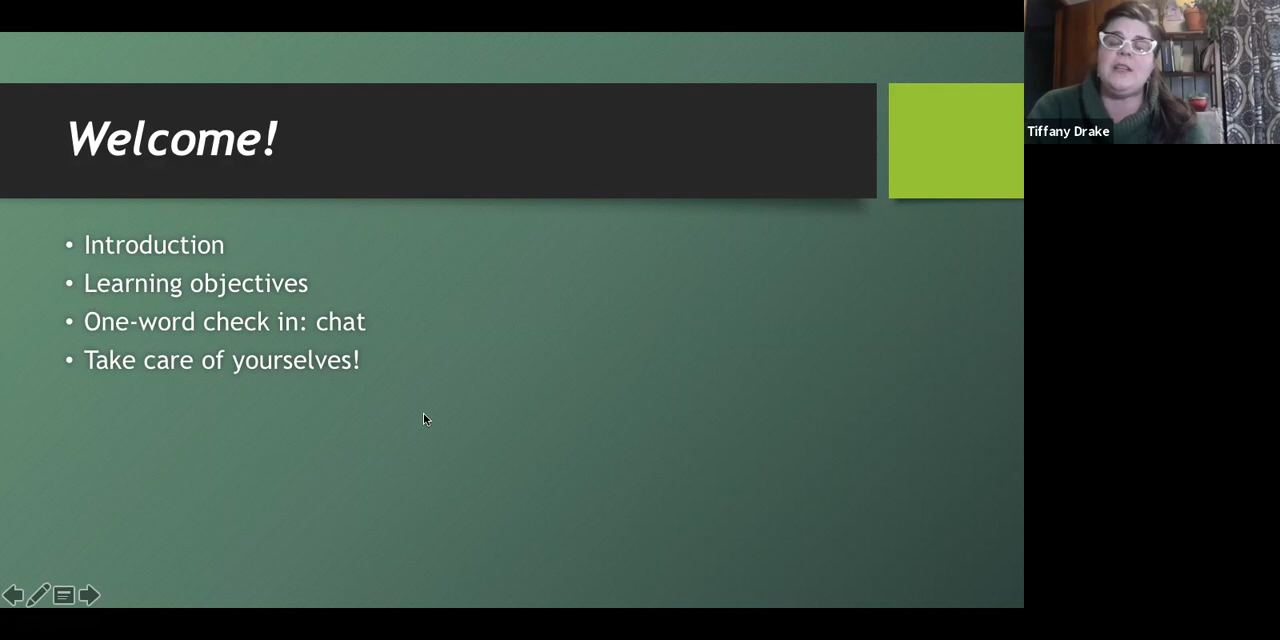 Welcome!
• Introduction
• Learning objectives
• One-word check in: chat
• Take care of yourselves!
Tiffany Drake